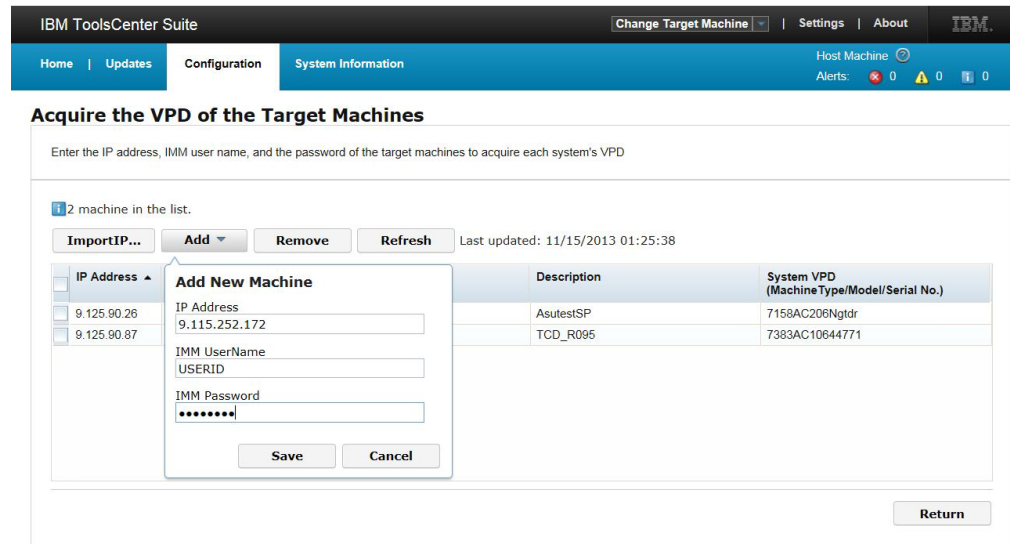 IBM ToolsCenter Suite
Change Target Machine | Settings | About IBM.
Home | Updates Configuration System Information
Host Machine ?
Alerts: 0 0 0
Acquire the VPD of the Target Machines
Enter the IP address, IMM user name, and the password of the target machines to acquire each system's VPD
2 machine in the list.
ImportIP... Add Remove Refresh Last updated: 11/15/2013 01:25:38
IP Address Description System VPD
(MachineType/Model/Serial No.)
9.125.90.26 AsutestSP 7158AC206Ngtdr
9.125.90.87 TCD_R095 7383AC10644771
Add New Machine
IP Address
9.115.252.172
IMM UserName
USERID
IMM Password
••••••••
Save Cancel
Return